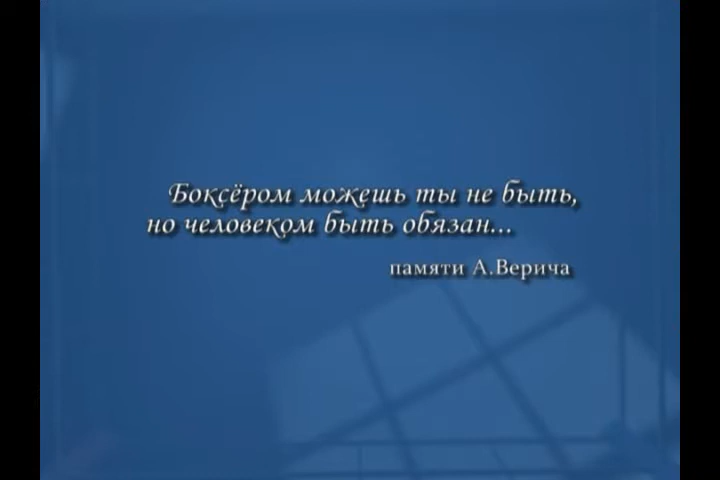 Боксёром можешь ты не быть,
но человеком быть обязан...
памяти А.Верича